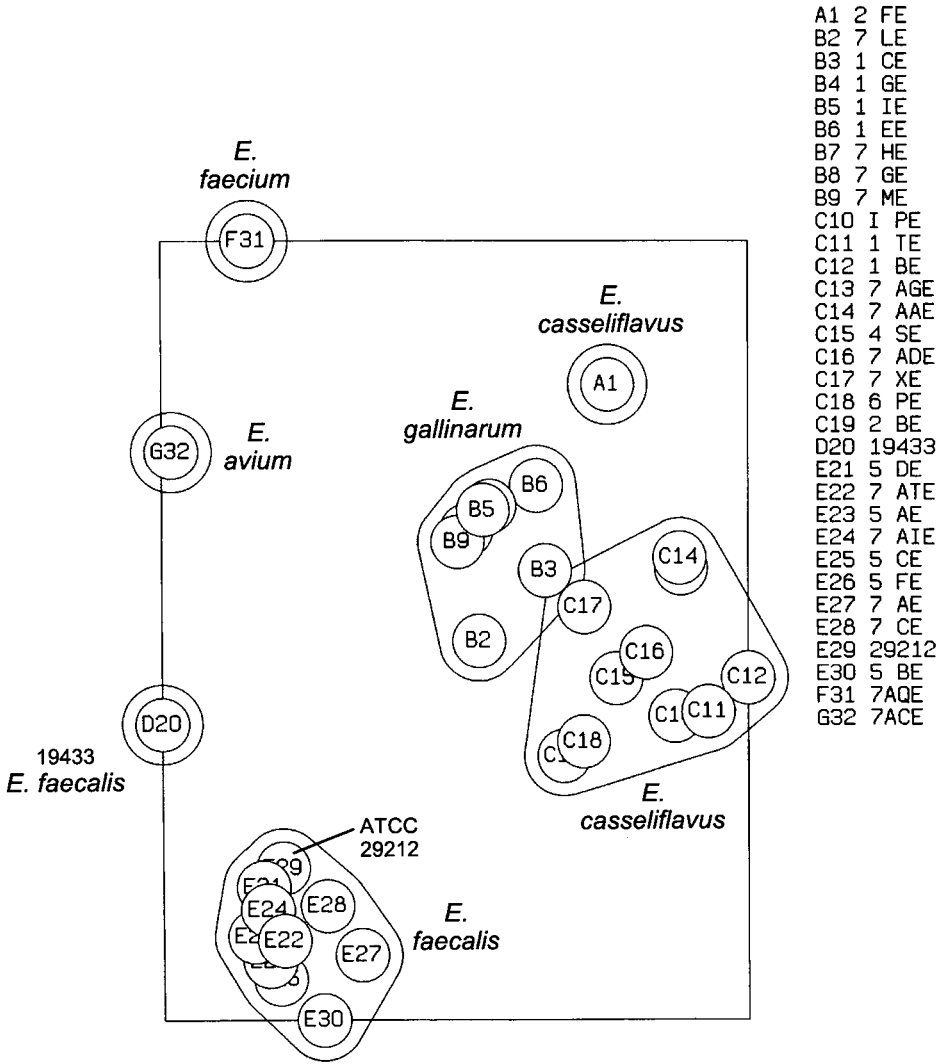 E.
faecium
F31
E.
casseliflavus
A1
E.
gallinarum
G32
E.
avium
B6
B5
B9
B3
C14
C17
B2
C16
C15
C12
C11
D20
C18
19433
E. faecalis
E.
casseliflavus
ATCC
29212
E24
E28
E22
E27
E.
faecalis
E30
A1 2 FE
B2 7 LE
B3 1 CE
B4 1 GE
B5 1 IE
B6 1 EE
B7 7 HE
B8 7 GE
B9 7 ME
C10 I PE
C11 1 TE
C12 1 BE
C13 7 AGE
C14 7 AAE
C15 4 SE
C16 7 ADE
C17 7 XE
C18 6 PE
C19 2 BE
D20 19433
E21 5 DE
E22 7 ATE
E23 5 AE
E24 7 AIE
E25 5 CE
E26 5 FE
E27 7 AE
E28 7 CE
E29 29212
E30 5 BE
F31 7AQE
G32 7ACE